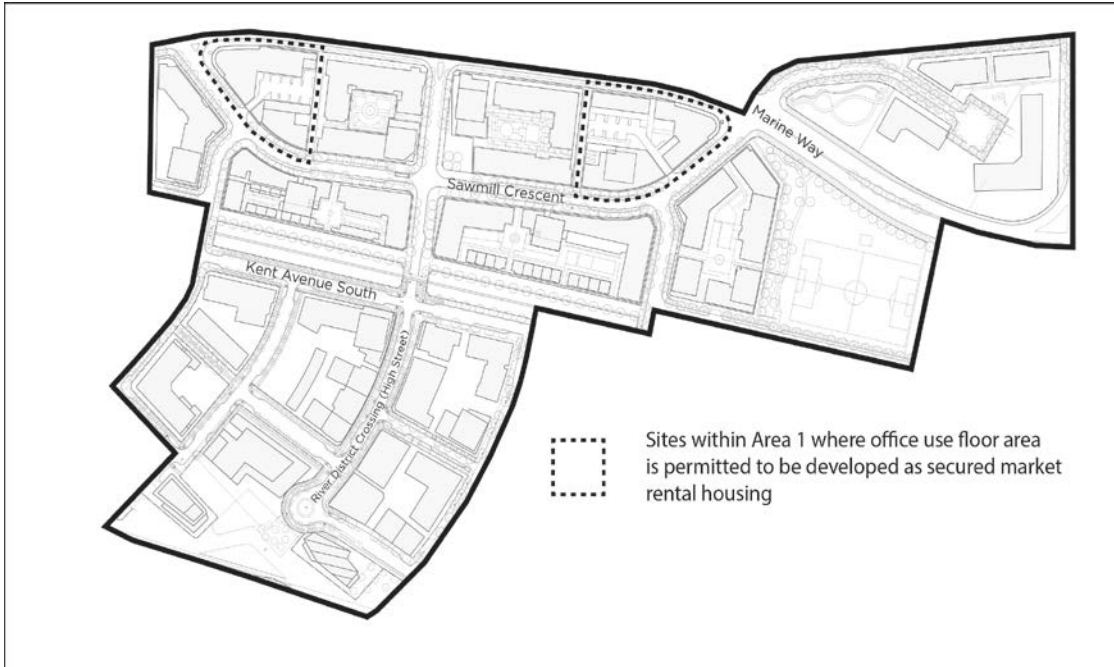 Marine Way
Sawmill Crescent
Kent Avenue South
River District Crossing (High Street)
Sites within Area 1 where office use floor area
is permitted to be developed as secured market
rental housing